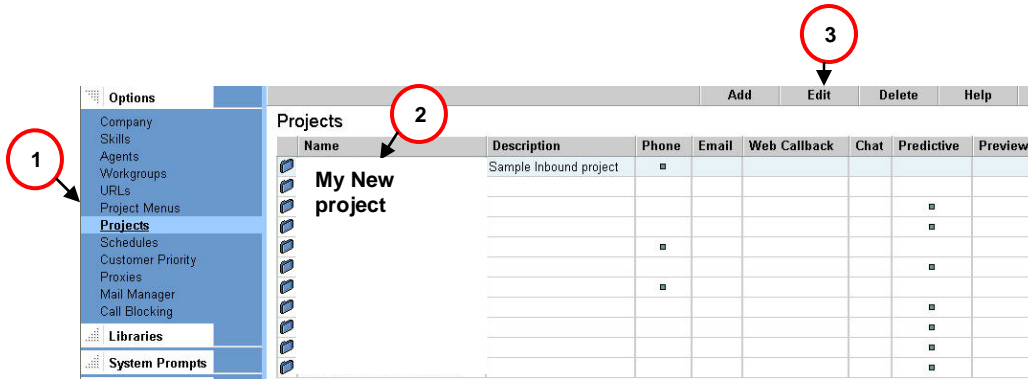 3
Add Edit Delete Help
Options
2
Company
Projects
Skills
Name Description Phone Email Web Callback Chat Predictive Preview
1
Agents
Sample Inbound project
Workgroups
My New
URLs
project
Project Menus
Projects
Schedules
Customer Priority
Proxies
Mail Manager
Call Blocking
Libraries
System Prompts